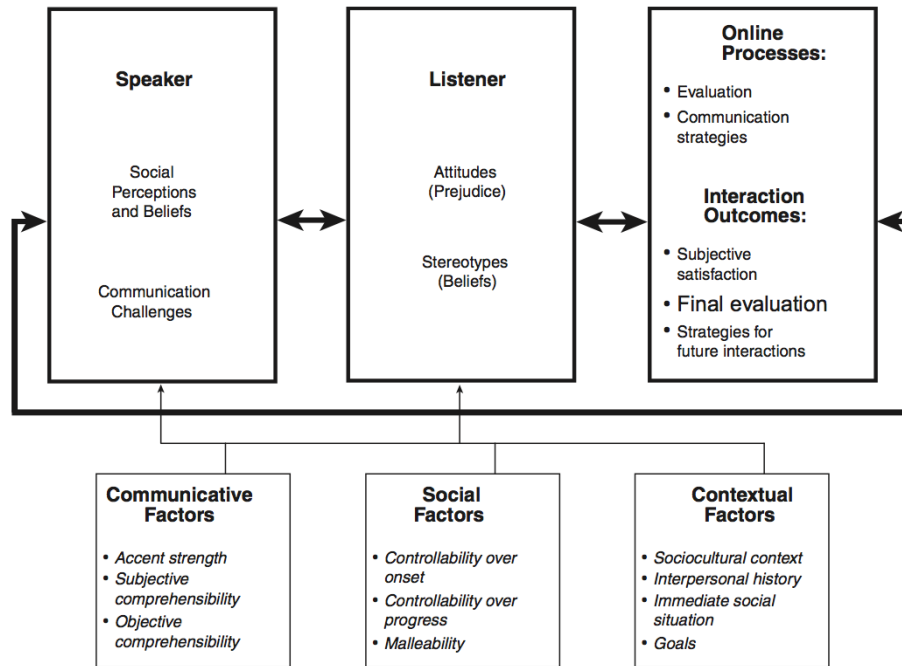 Speaker
Social
Perceptions
and Beliefs
Communication
Challenges
Listener
Attitudes
(Prejudice)
Stereotypes
(Beliefs)
Online
Processes:
• Evaluation
• Communication
strategies
Interaction
Outcomes:
• Subjective
satisfaction
• Final evaluation
• Strategies for
future interactions
Communicative
Factors
• Accent strength
• Subjective
comprehensibility
• Objective
comprehensibility
Social
Factors
• Controllability over
onset
• Controllability over
progress
• Malleability
Contextual
Factors
• Sociocultural context
• Interpersonal history
• Immediate social
situation
• Goals